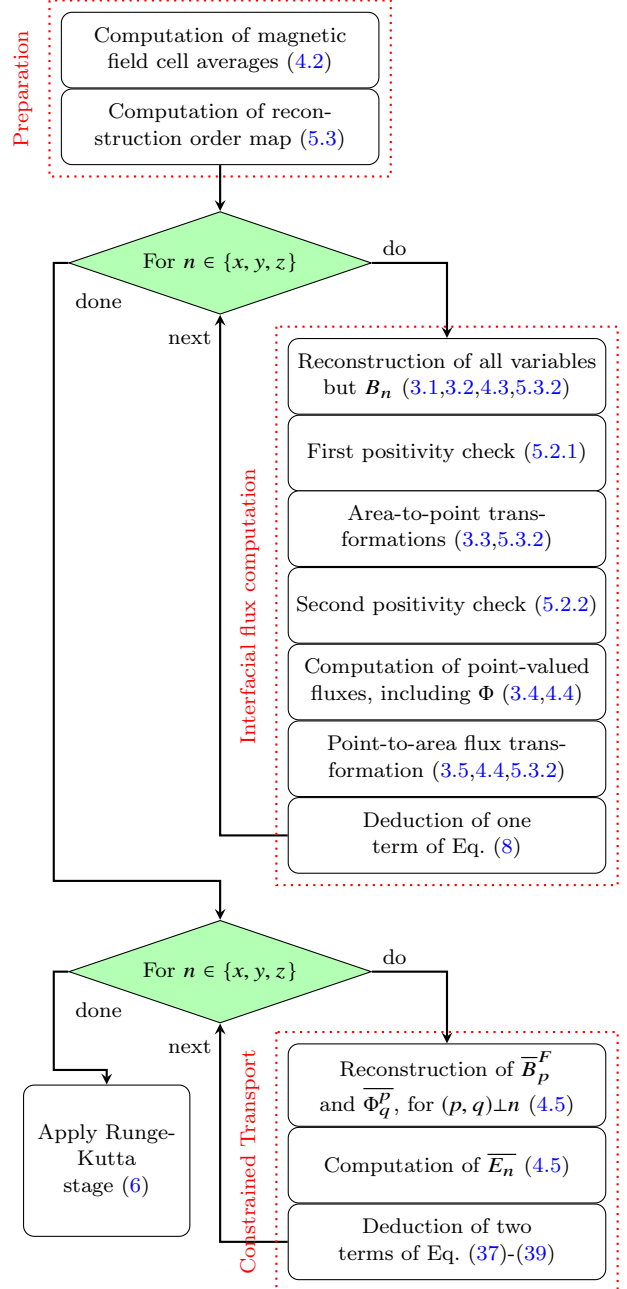 Preparation
Computation of magnetic
field cell averages (4.2)
Computation of recon-
struction order map (5.3)
For n ∈ {x, y, z}
do
done
next
Interfacial flux computation
Reconstruction of all variables
but Bₙ (3.1,3.2,4.3,5.3.2)
First positivity check (5.2.1)
Area-to-point trans-
formations (3.3,5.3.2)
Second positivity check (5.2.2)
Computation of point-valued
fluxes, including Φ (3.4,4.4)
Point-to-area flux trans-
formation (3.5,4.4,5.3.2)
Deduction of one
term of Eq. (8)
For n ∈ {x, y, z}
do
done
next
Apply Runge-
Kutta
stage (6)
Constrained Transport
Reconstruction of $\overline{B}_p^F$
and $\overline{\Phi_q^p}$, for (p, q)⊥n (4.5)
Computation of $\overline{E_n}$ (4.5)
Deduction of two
terms of Eq. (37)-(39)